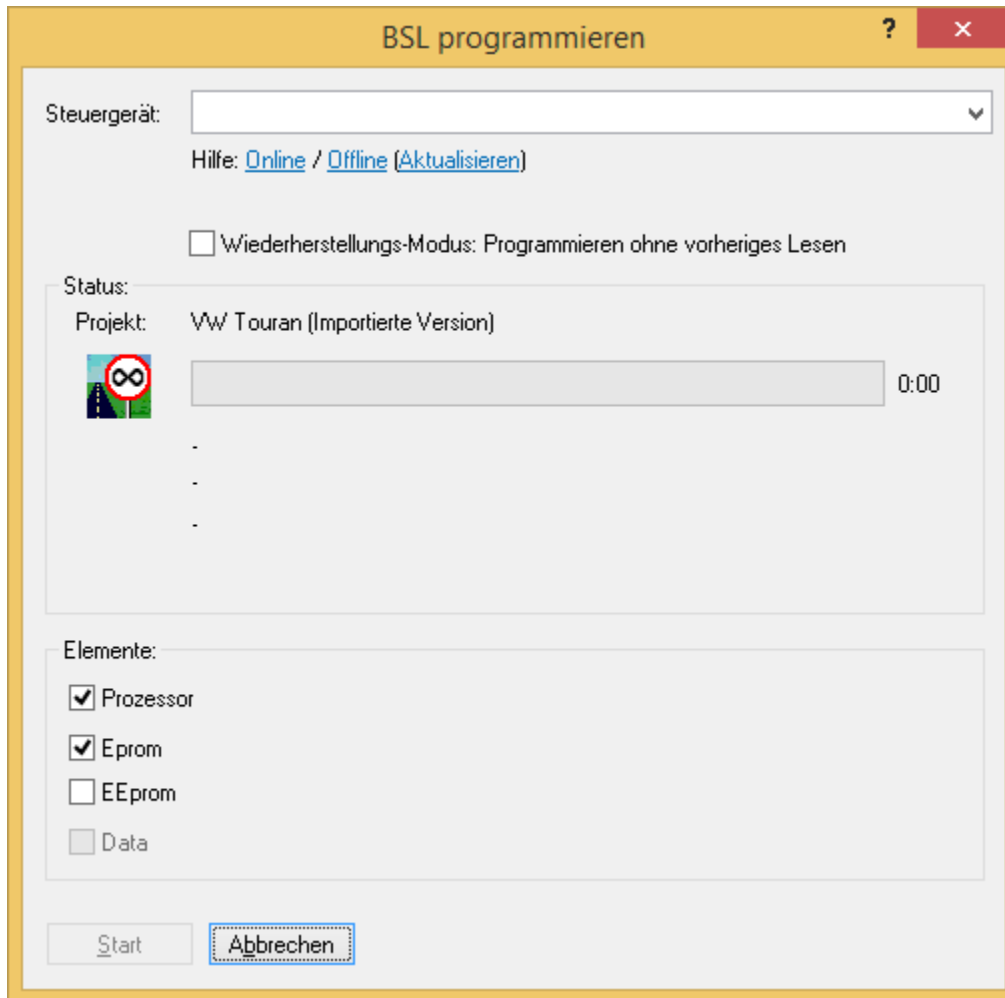 BSL programmieren
?
Steuergerät:
Hilfe: Online / Offline (Aktualisieren)
Wiederherstellungs-Modus: Programmieren ohne vorheriges Lesen
Status:
Projekt: VW Touran (Importierte Version)
0:00
-
-
-
Elemente:
Prozessor
Eprom
EEprom
Data
Start Abbrechen